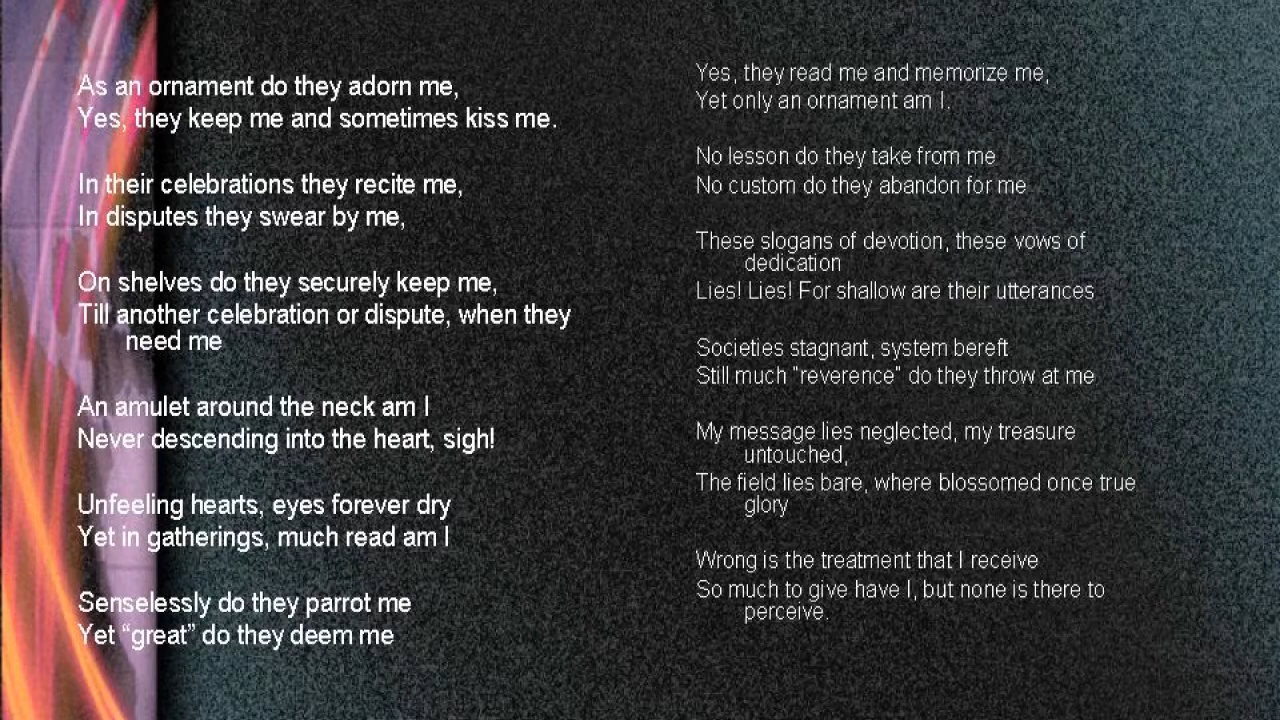 As an ornament do they adorn me,
Yes, they keep me and sometimes kiss me.
In their celebrations they recite me,
In disputes they swear by me,
On shelves do they securely keep me,
Till another celebration or dispute, when they
need me
An amulet around the neck am I
Never descending into the heart, sigh!
Unfeeling hearts, eyes forever dry
Yet in gatherings, much read am I
Senselessly do they parrot me
Yet “great” do they deem me
Yes, they read me and memorize me,
Yet only an ornament am I.
No lesson do they take from me
No custom do they abandon for me
These slogans of devotion, these vows of
dedication
Lies! Lies! For shallow are their utterances
Societies stagnant, system bereft
Still much “reverence” do they throw at me
My message lies neglected, my treasure
untouched,
The field lies bare, where blossomed once true
glory
Wrong is the treatment that I receive
So much to give have I, but none is there to
perceive.